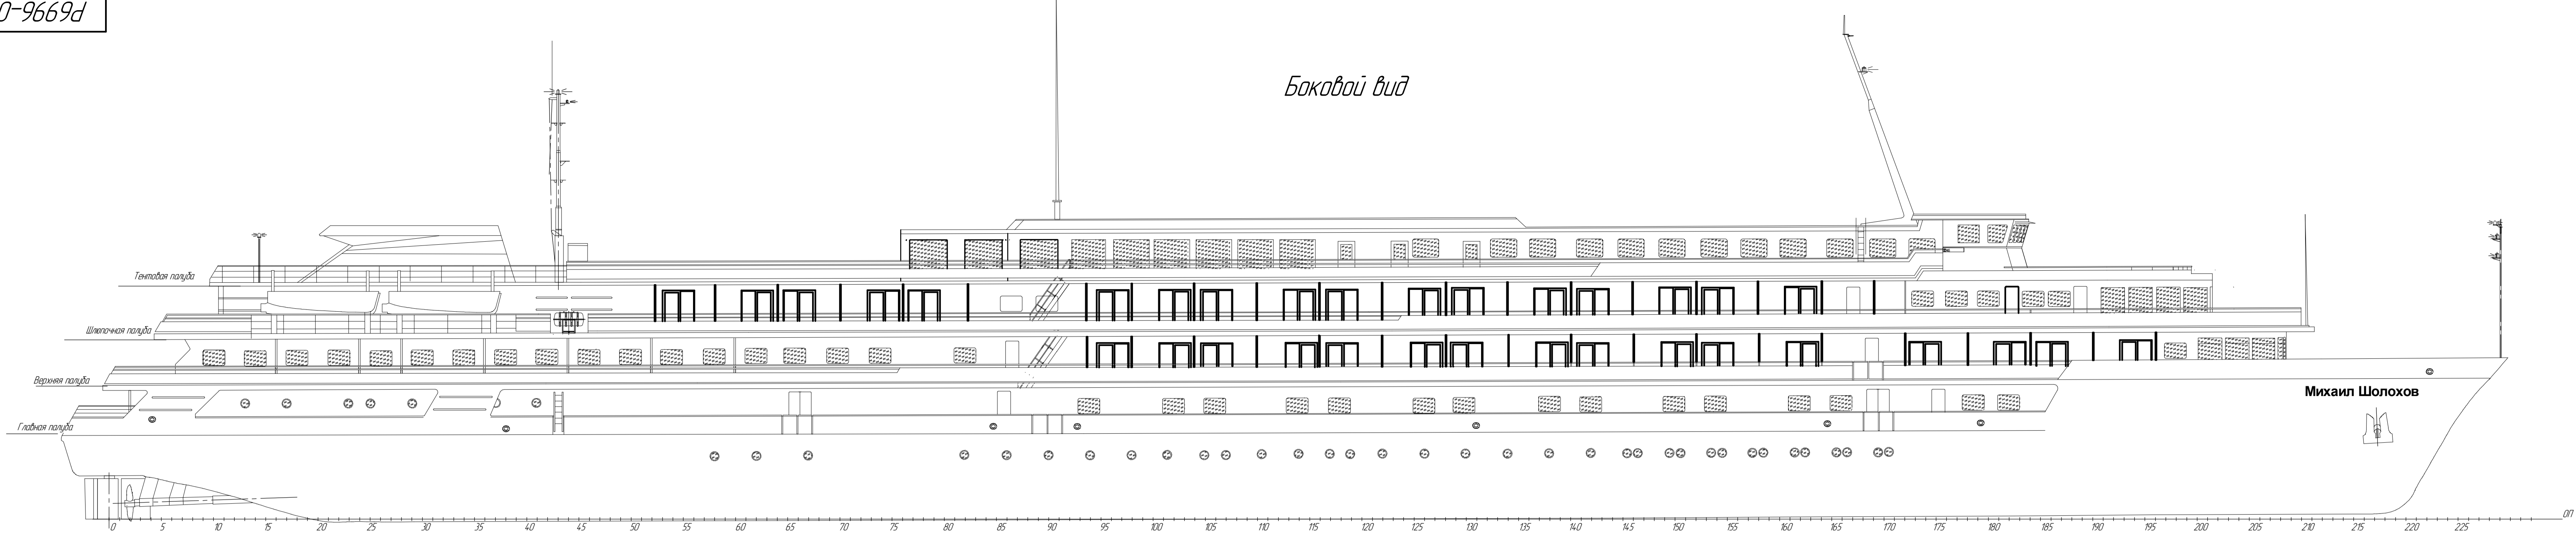 Р6996-0
Боковой вид
Тентовая палуба
Шлюпочная палуба
Верхняя палуба
Михаил Шолохов
Главная палуба
0 5 10 15 20 25 30 35 40 45 50 55 60 65 70 75 80 85 90 95 100 105 110 115 120 125 130 135 140 145 150 155 160 165 170 175 180 185 190 195 200 205 210 215 220 225 ОП